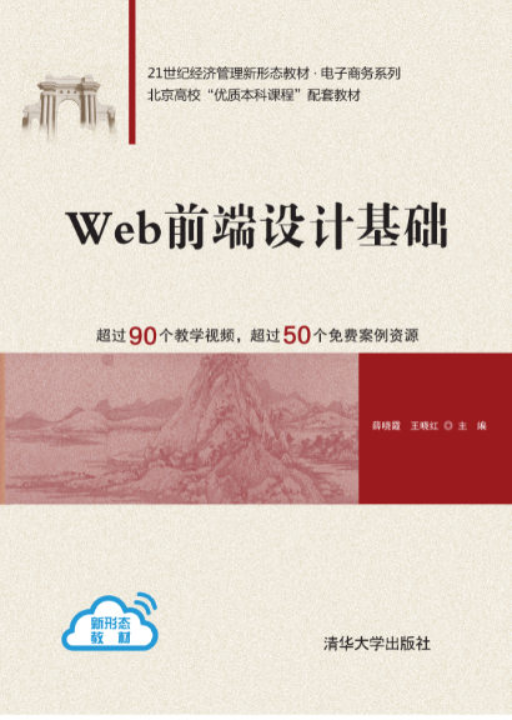 21世纪经济管理新形态教材·电子商务系列
北京高校“优质本科课程”配套教材
Web前端设计基础
超过90个教学视频，超过50个免费案例资源
薛晓霞 王晓红 ◎ 主 编
新形态
教 材
清华大学出版社